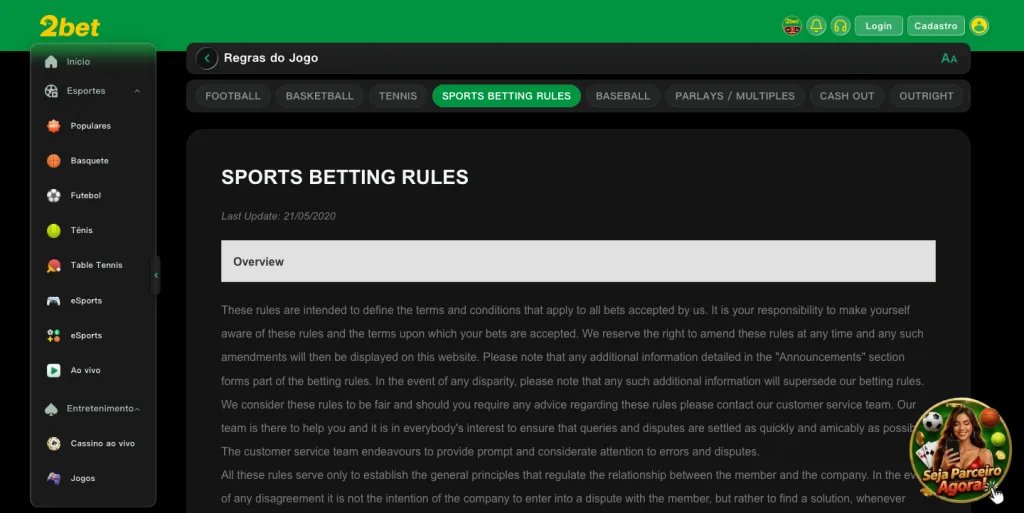 2bet
2bet
Login
Cadastro
Início
Esportes
Populares
Basquete
Futebol
Tênis
Table Tennis
eSports
eSports
Ao vivo
Entretenimento
Cassino ao vivo
Jogos
Regras do Jogo
AA
FOOTBALL
BASKETBALL
TENNIS
SPORTS BETTING RULES
BASEBALL
PARLAYS / MULTIPLES
CASH OUT
OUTRIGHT
SPORTS BETTING RULES
Last Update: 21/05/2020
Overview
These rules are intended to define the terms and conditions that apply to all bets accepted by us. It is your responsibility to make yourself
aware of these rules and the terms upon which your bets are accepted. We reserve the right to amend these rules at any time and any such
amendments will then be displayed on this website. Please note that any additional information detailed in the "Announcements" section
forms part of the betting rules. In the event of any disparity, please note that any such additional information will supersede our betting rules.
We consider these rules to be fair and should you require any advice regarding these rules please contact our customer service team. Our
team is there to help you and it is in everybody's interest to ensure that queries and disputes are settled as quickly and amicably as possib
The customer service team endeavours to provide prompt and considerate attention to errors and disputes.
All these rules serve only to establish the general principles that regulate the relationship between the member and the company. In the ev
of any disagreement it is not the intention of the company to enter into a dispute with the member, but rather to find a solution, whenever
Seja Parceiro
Agora!